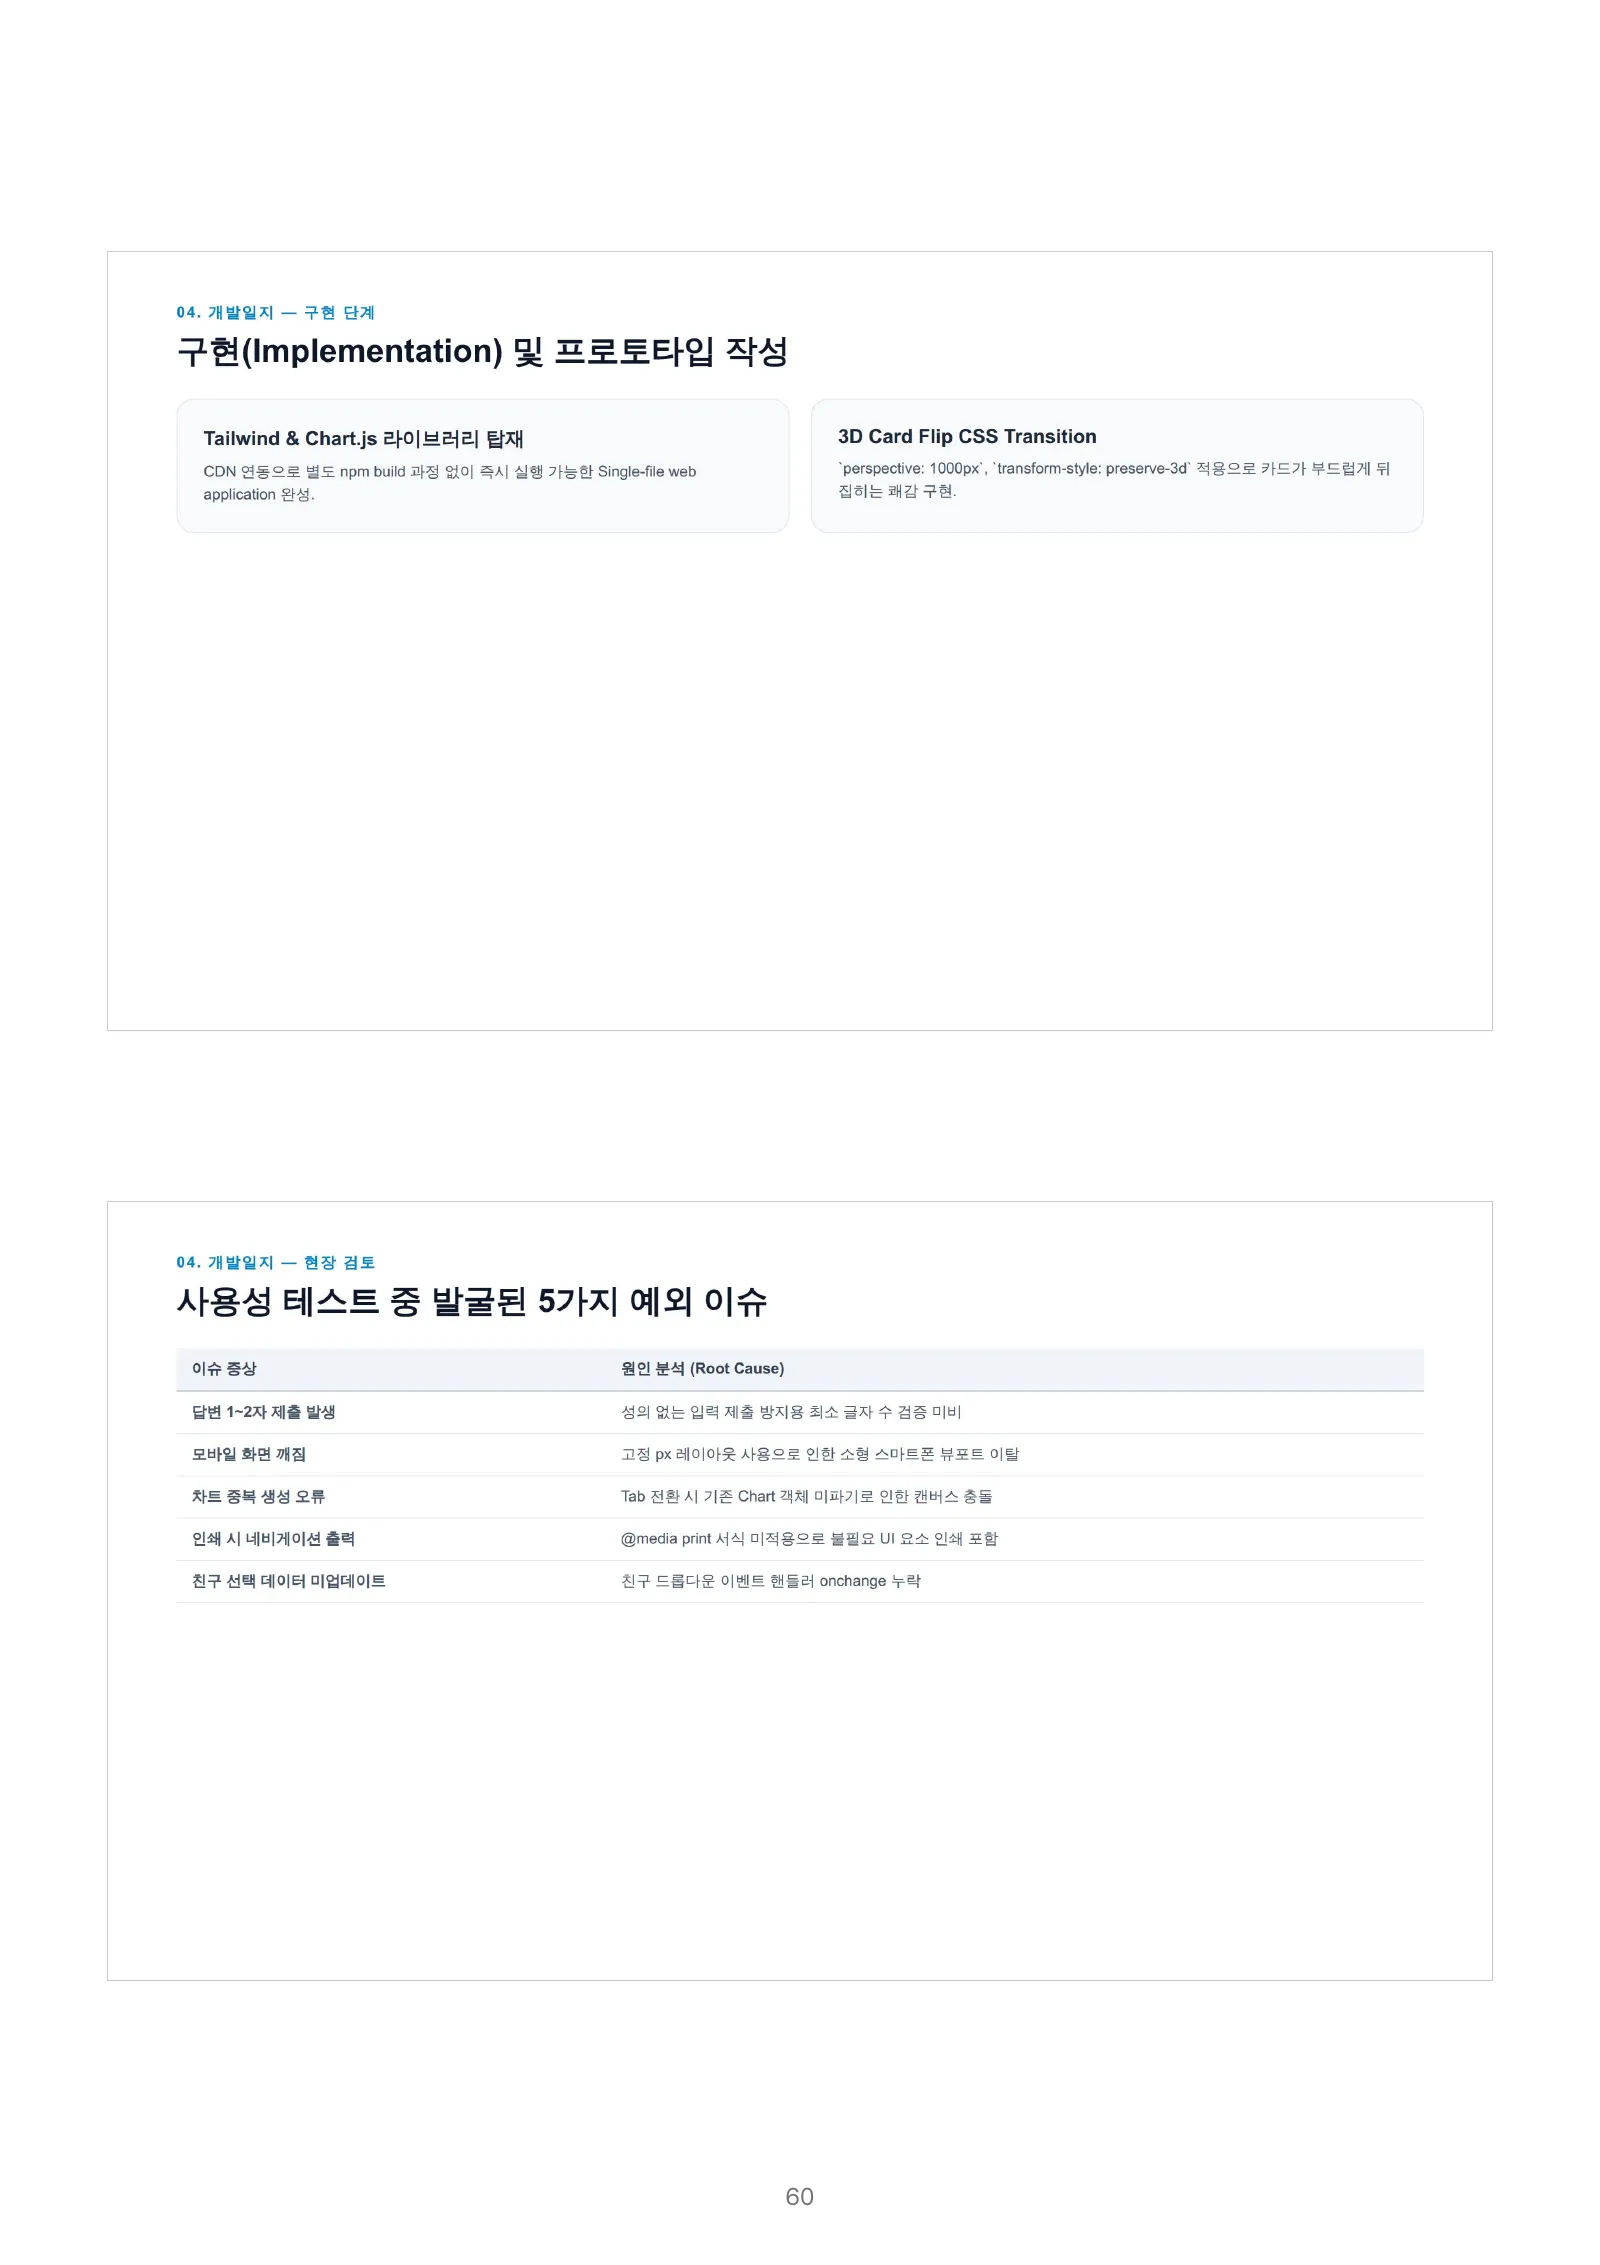 04. 개발일지 — 구현 단계
구현(Implementation) 및 프로토타입 작성
Tailwind & Chart.js 라이브러리 탑재
CDN 연동으로 별도 npm build 과정 없이 즉시 실행 가능한 Single-file web
application 완성.
3D Card Flip CSS Transition
`perspective: 1000px`, `transform-style: preserve-3d` 적용으로 카드가 부드럽게 뒤
집히는 쾌감 구현.
04. 개발일지 — 현장 검토
사용성 테스트 중 발굴된 5가지 예외 이슈
이슈 증상 원인 분석 (Root Cause)
답변 1~2자 제출 발생 성의 없는 입력 제출 방지용 최소 글자 수 검증 미비
모바일 화면 깨짐 고정 px 레이아웃 사용으로 인한 소형 스마트폰 뷰포트 이탈
차트 중복 생성 오류 Tab 전환 시 기존 Chart 객체 미파기로 인한 캔버스 충돌
인쇄 시 네비게이션 출력 @media print 서식 미적용으로 불필요 UI 요소 인쇄 포함
친구 선택 데이터 미업데이트 친구 드롭다운 이벤트 핸들러 onchange 누락
60